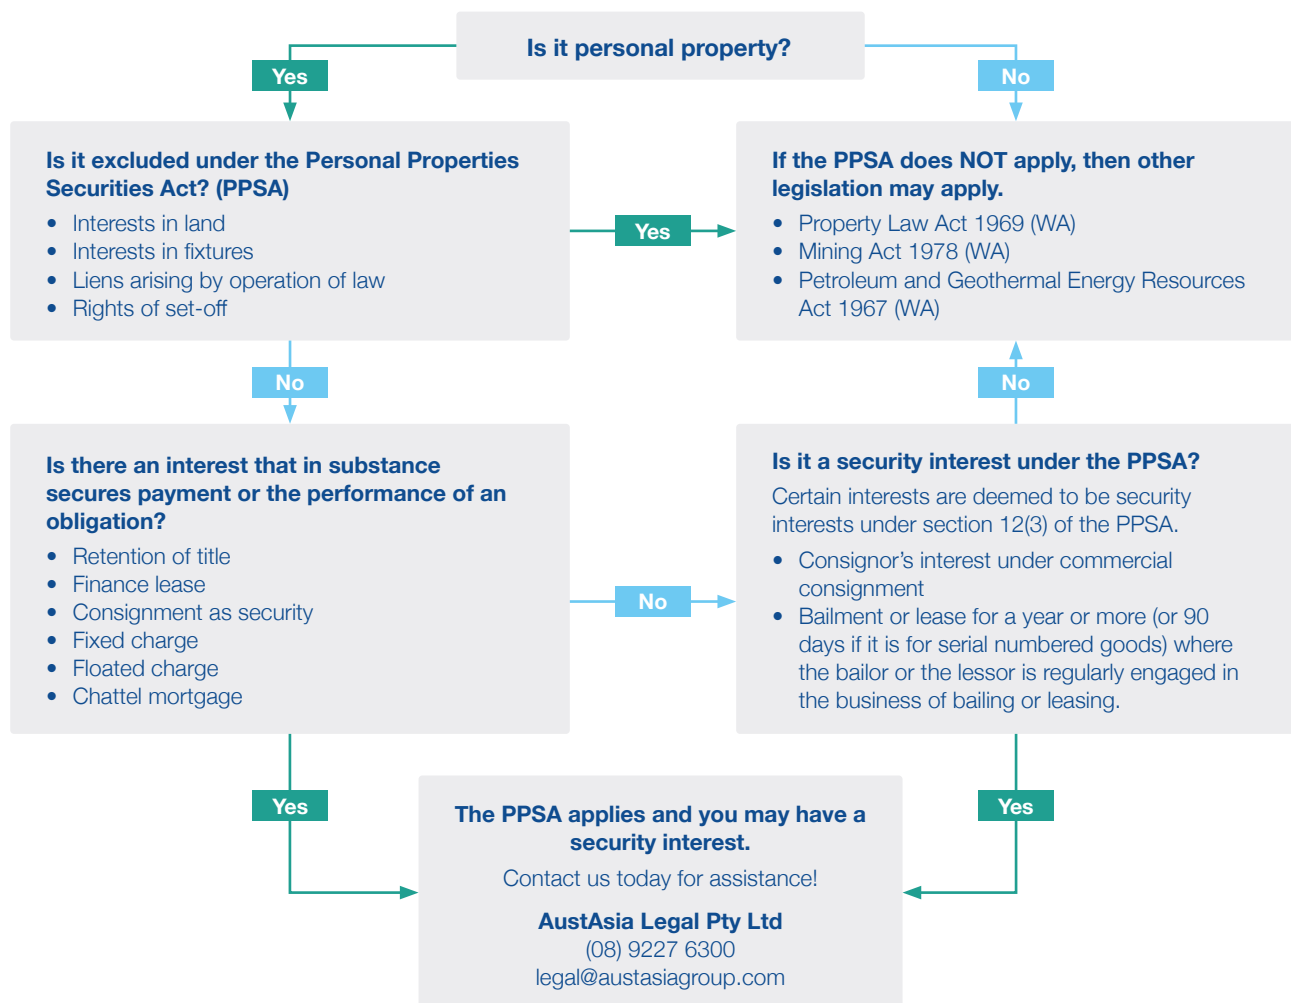 Is it personal property?
Yes
No
Is it excluded under the Personal Properties
Securities Act? (PPSA)
• Interests in land
• Interests in fixtures
• Liens arising by operation of law
• Rights of set-off
Yes
If the PPSA does NOT apply, then other
legislation may apply.
• Property Law Act 1969 (WA)
• Mining Act 1978 (WA)
• Petroleum and Geothermal Energy Resources
Act 1967 (WA)
No
No
Is there an interest that in substance
secures payment or the performance of an
obligation?
• Retention of title
• Finance lease
• Consignment as security
• Fixed charge
• Floated charge
• Chattel mortgage
No
Is it a security interest under the PPSA?
Certain interests are deemed to be security
interests under section 12(3) of the PPSA.
• Consignor’s interest under commercial
consignment
• Bailment or lease for a year or more (or 90
days if it is for serial numbered goods) where
the bailor or the lessor is regularly engaged in
the business of bailing or leasing.
Yes
Yes
The PPSA applies and you may have a
security interest.
Contact us today for assistance!
AustAsia Legal Pty Ltd
(08) 9227 6300
legal@austasiagroup.com